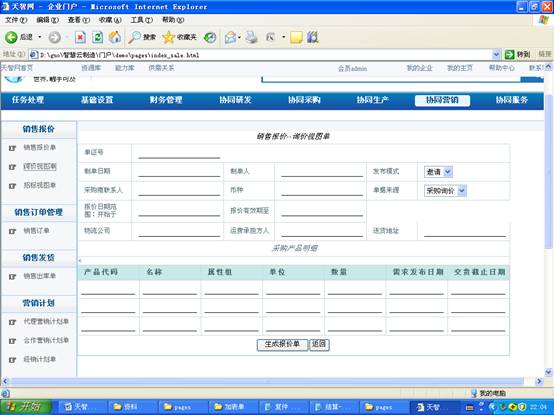 天智网 - 企业门户 - Microsoft Internet Explorer
文件(F) 编辑(E) 查看(V) 收藏(A) 工具(T) 帮助(H)
后退 搜索 收藏夹
地址(D) D:\guo\智慧云制造\门户\demo\pages\index_sale.html 转到 链接
天智网首页 资源库 能力库 供需关系 会员admin 我的企业 我的主页 帮助中心 联系
世界,触手可及
任务处理 基础设置 财务管理 协同研发 协同采购 协同生产 协同营销 协同服务
销售报价
销售报价单
询价视图单
招标视图单
销售订单管理
销售订单
销售发货
销售出库单
营销计划
代理营销计划单
合作营销计划单
经销计划单
销售报价--询价视图单
单证号
制单日期 制单人 发布模式 邀请
采购商联系人 币种 单据来源 采购询价
报价日期范
围：开始于 报价有效期至
物流公司 运费承担方人 送货地址
采购产品明细
产品代码 名称 属性组 单位 数量 需求发布日期 交货截止日期
生成报价单 返回
我的电脑
开始 天智... 资料 pages 加表单 复件 ... 结算-... pages 天智... 22:04